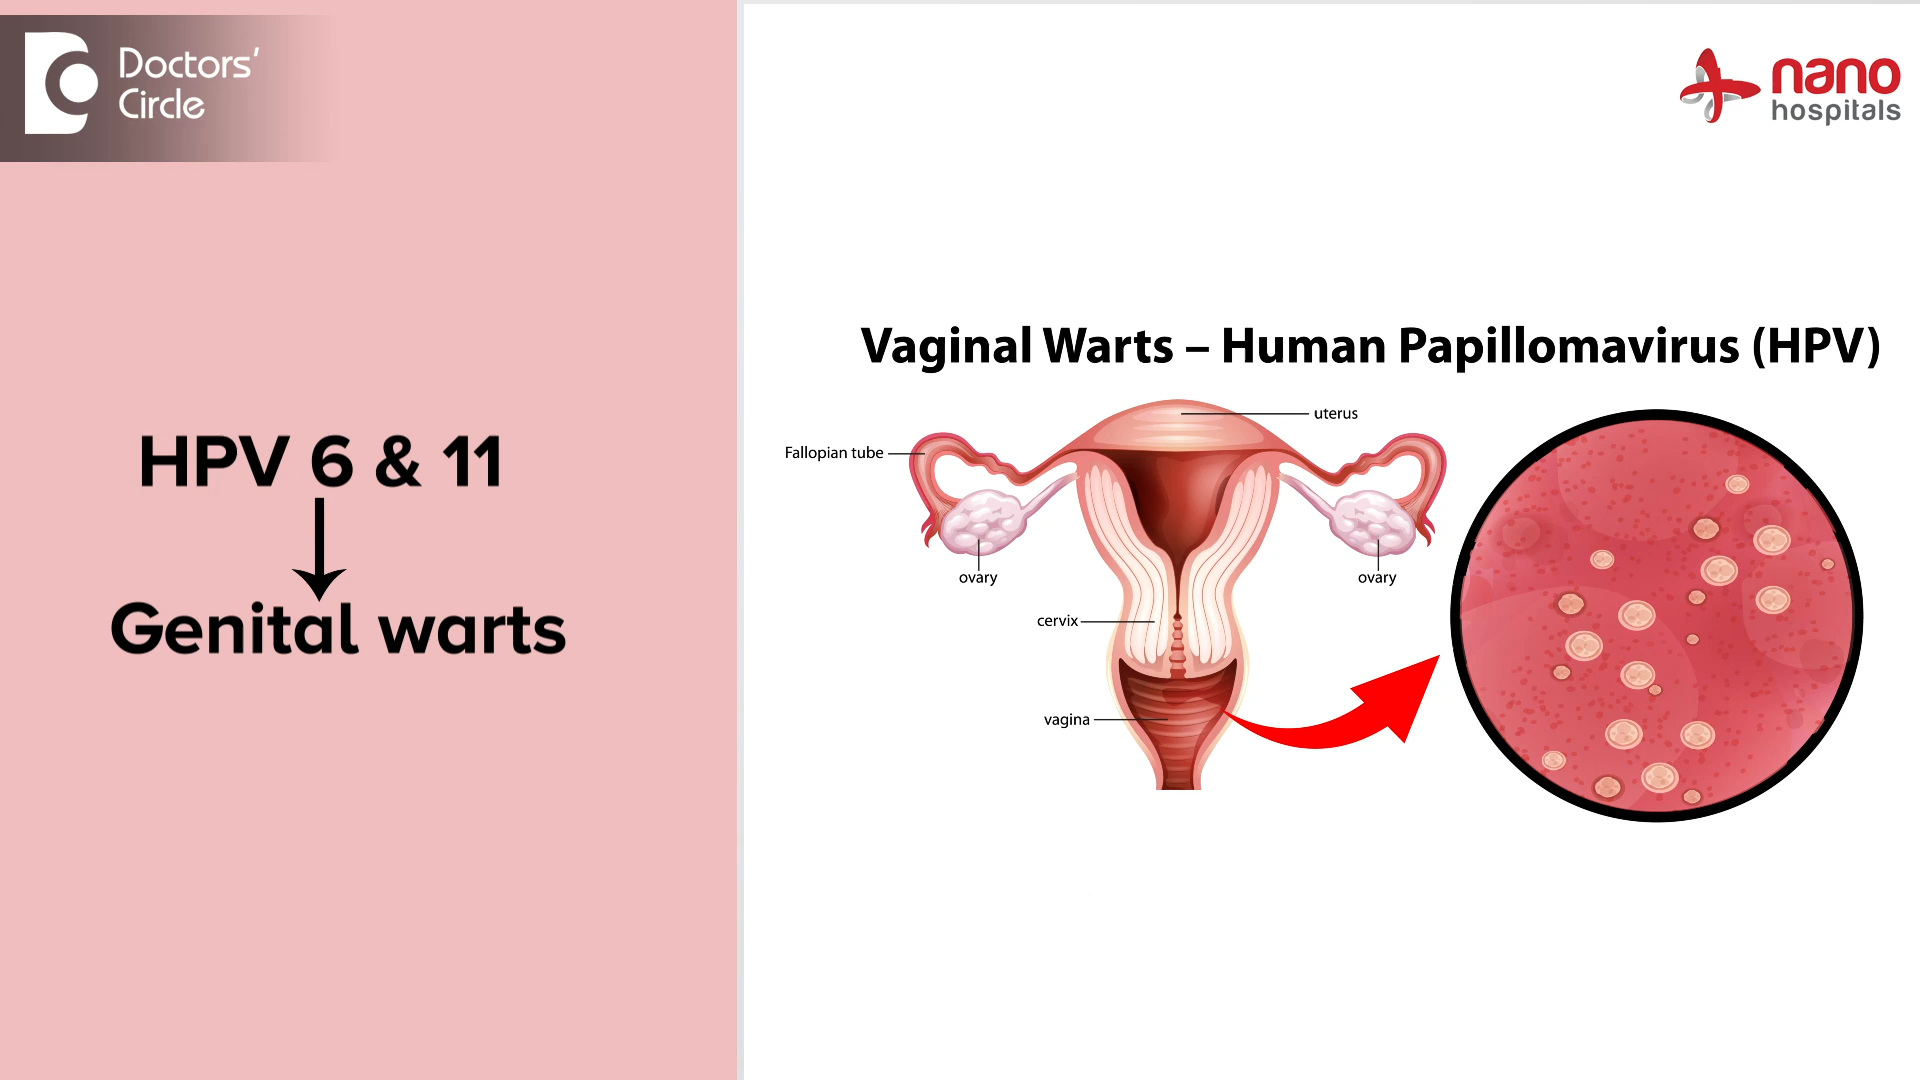 Doctors'
Circle
nano
hospitals
HPV 6 & 11
Genital warts
Vaginal Warts – Human Papillomavirus (HPV)
uterus
Fallopian tube
ovary
ovary
cervix
vagina